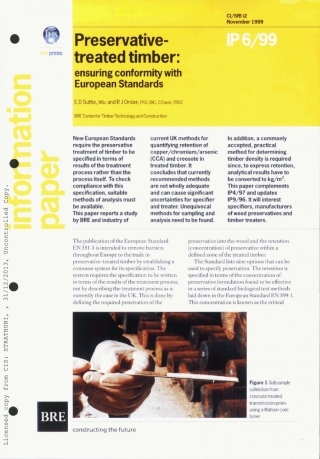 CI/SfB i2
November 1999
Preservative-
treated timber:
ensuring conformity with
European Standards
IP 6/99
press
information
paper
E D Suttie, and R J Orsler,
BRE Centre for Timber Technology and Construction
New European Standards
require the preservative
treatment of timber to be
specified in terms of
results of the treatment
process rather than the
process itself. To check
compliance with this
specification, suitable
methods of analysis must
be available.
This paper reports a study
by BRE and industry of
current UK methods for
quantifying retention of
copper/chromium/arsenic
(CCA) and creosote in
treated timber. It
concludes that currently
recommended methods
are not wholly adequate
and can cause significant
uncertainties for specifier
and treater. Unequivocal
methods for sampling and
analysis need to be found.
In addition, a commonly
accepted, practical
method for determining
timber density is required
since, to express retention,
analytical results have to
be converted to kg/m³.
This paper complements
IP4/97 and updates
IP9/96. It will interest
specifiers, manufacturers
of wood preservatives and
timber treaters.
The publication of the European Standard
EN 351-1 is intended to remove barriers
throughout Europe in the trade in
preservative-treated timber by establishing a
common system for its specification. The
system requires the specification to be written
in terms of the results of the treatment process,
not by describing the treatment process as is
currently the case in the UK. This is done by
defining the required penetration of the
preservative into the wood and the retention
(concentration) of preservative within a
defined zone of the treated timber.
The Standard lists nine options that can be
used to specify penetration. The retention is
specified in terms of the concentration of
preservative formulation found to be effective
in a series of standard biological test methods
laid down in the European Standard EN 599-1.
This concentration is known as the critical
Figure 1 Subsample
collection from
creosote treated
transmission poles
using a Mattson core
borer
BRE
constructing the future
Licensed copy from CIS: STRATHUNI, , 31/12/2013, Uncontrolled Copy.